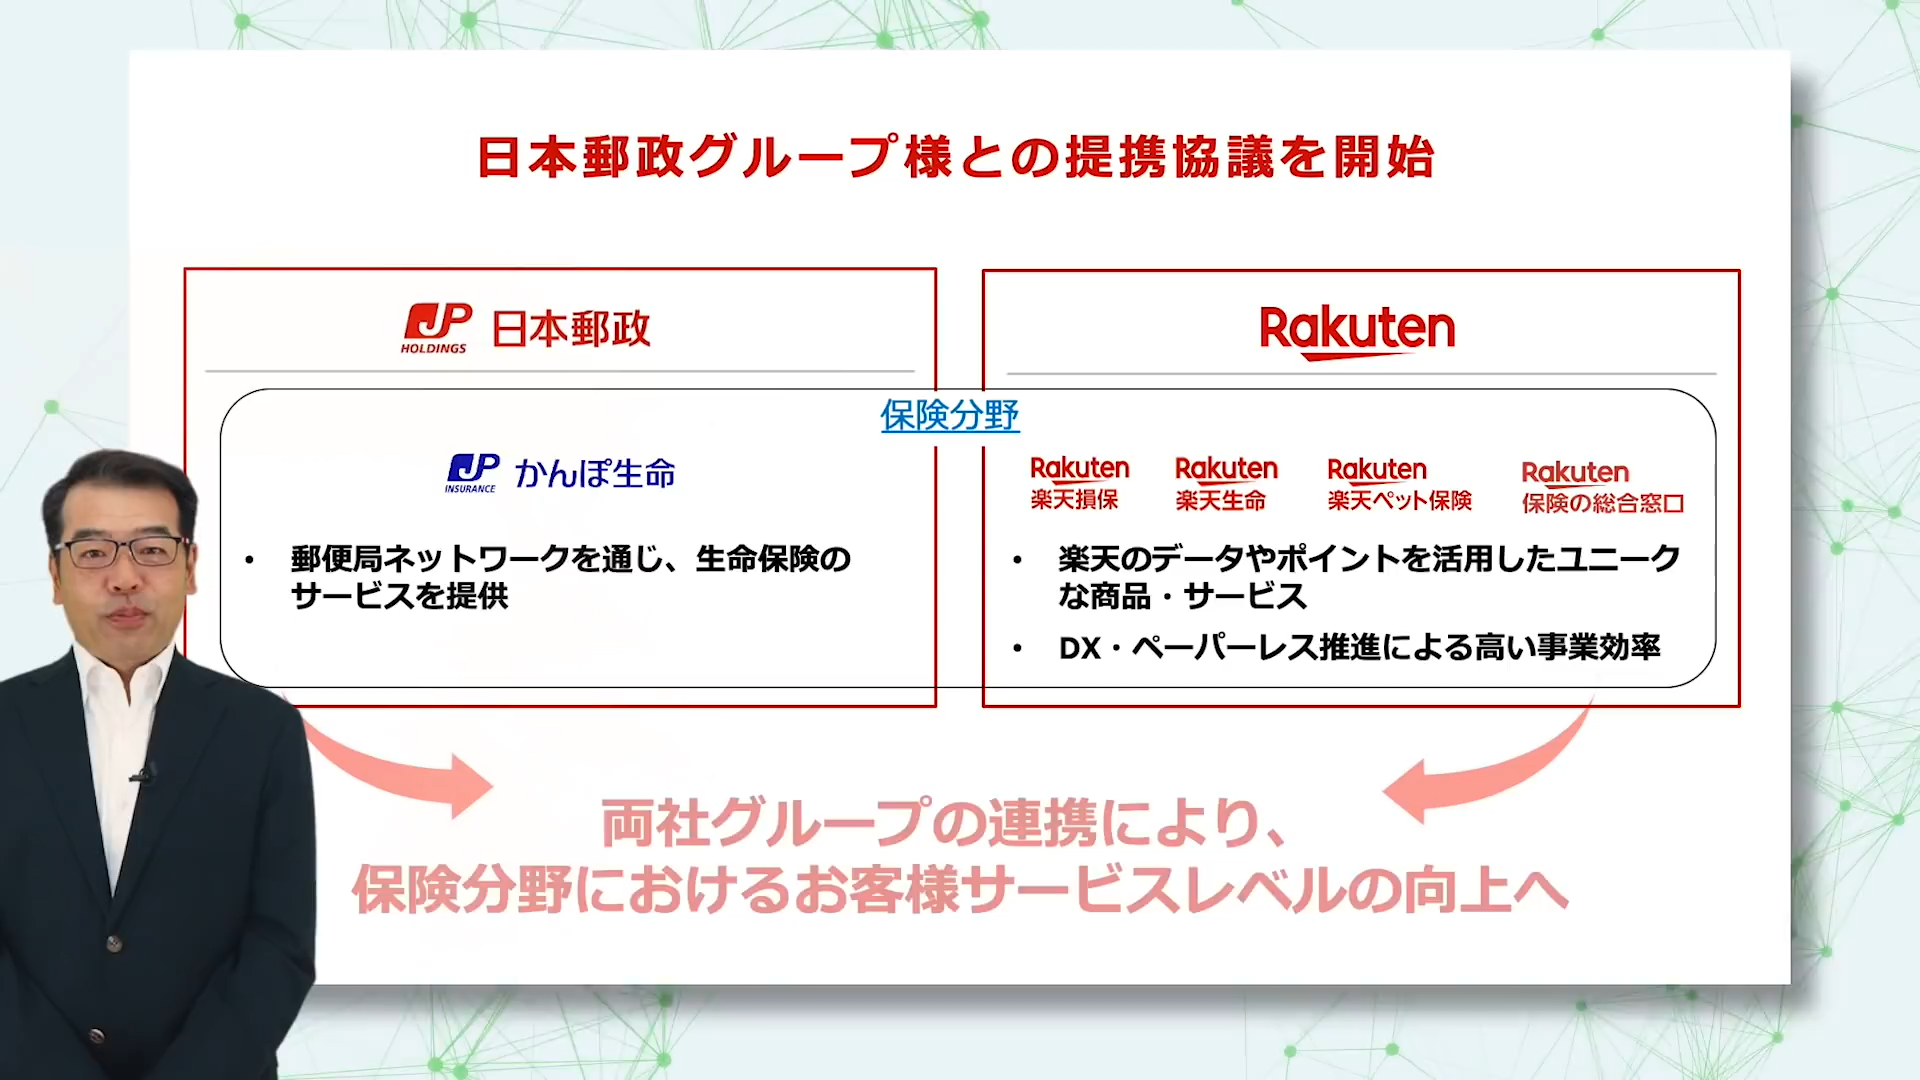 日本郵政グループ様との提携協議を開始
JP
HOLDINGS
日本郵政
Rakuten
保険分野
JP
INSURANCE
かんぽ生命
Rakuten
楽天損保
Rakuten
楽天生命
Rakuten
楽天ペット保険
Rakuten
保険の総合窓口
• 郵便局ネットワークを通じ、生命保険の
サービスを提供
• 楽天のデータやポイントを活用したユニーク
な商品・サービス
• DX・ペーパーレス推進による高い事業効率
両社グループの連携により、
保険分野におけるお客様サービスレベルの向上へ